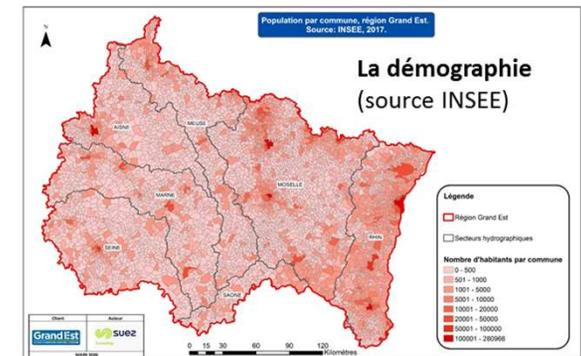 Population par commune, région Grand Est.
Source: INSEE, 2017.
La démographie
(source INSEE)
N
AISNE
MEUSE
MOSELLE
MARNE
RHIN
SEINE
SAONE
Légende
Région Grand Est
Secteurs hydrographiques
Nombre d'habitants par commune
0 - 500
501 - 1000
1001 - 5000
5001 - 10000
10001 - 20000
20001 - 50000
50001 - 100000
100001 - 280966
Client
Auteur
Grand Est
suez
0 15 30 60 90 120
Kilomètres